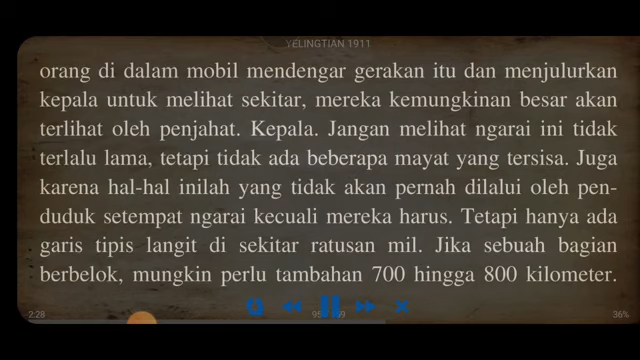 YELINGTIAN 1911
orang di dalam mobil mendengar gerakan itu dan menjulurkan
kepala untuk melihat sekitar, mereka kemungkinan besar akan
terlihat oleh penjahat. Kepala. Jangan melihat ngarai ini tidak
terlalu lama, tetapi tidak ada beberapa mayat yang tersisa. Juga
karena hal-hal inilah yang tidak akan pernah dilalui oleh pen-
duduk setempat ngarai kecuali mereka harus. Tetapi hanya ada
garis tipis langit di sekitar ratusan mil. Jika sebuah bagian
berbelok, mungkin perlu tambahan 700 hingga 800 kilometer.
2:28 36%